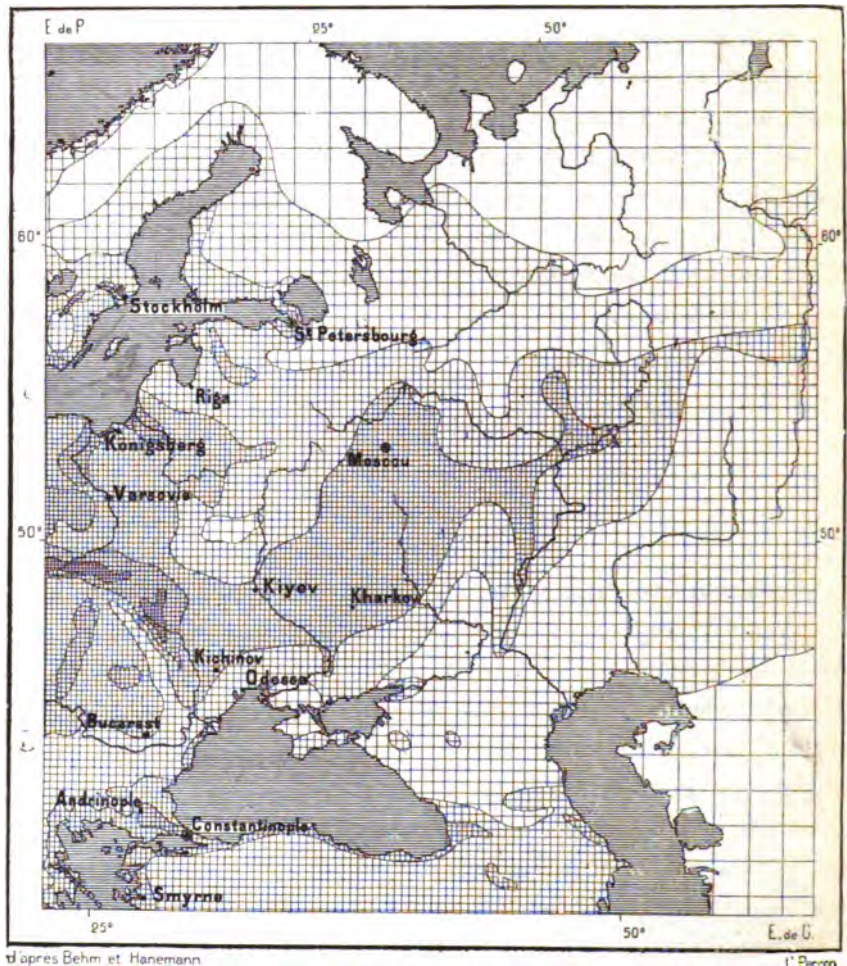 E. de P. 25° 50°
60° 60°
Stockholm
St Petersbourg
Riga
Königsberg
Moscou
Varsovie
50° 50°
Kiyev
Kharkov
Kichinov
Odessa
Bucarest
Andrinople
Constantinople
Smyrne
25° 50° E. de G.
d'après Behm et Hanemann. Perron